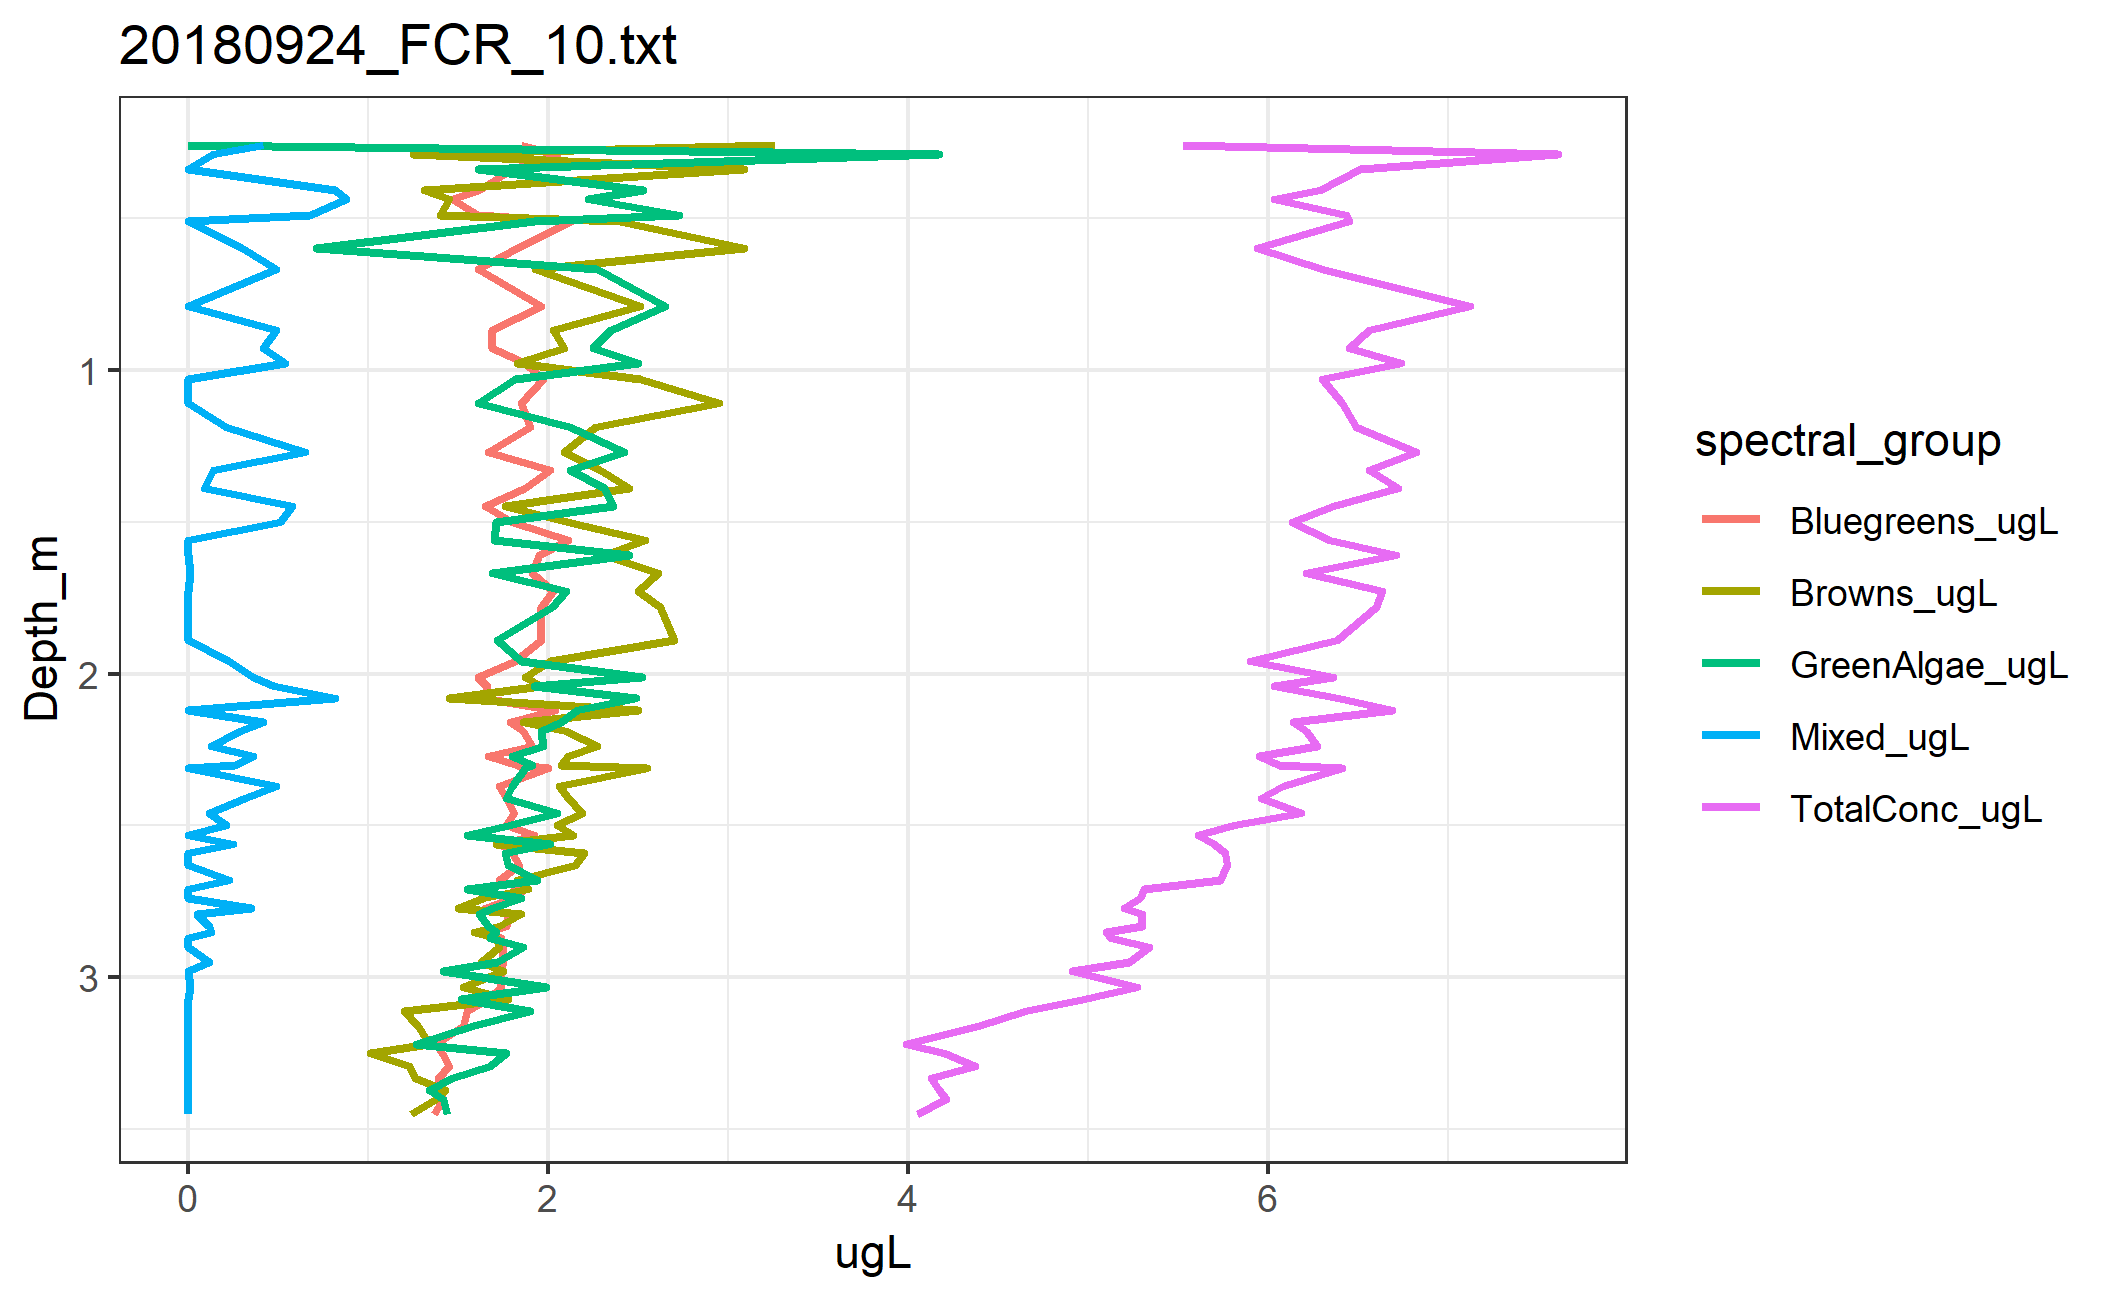 20180924_FCR_10.txt
Depth_m
1
2
3
0
2
4
6
ugL
spectral_group
Bluegreens_ugL
Browns_ugL
GreenAlgae_ugL
Mixed_ugL
TotalConc_ugL